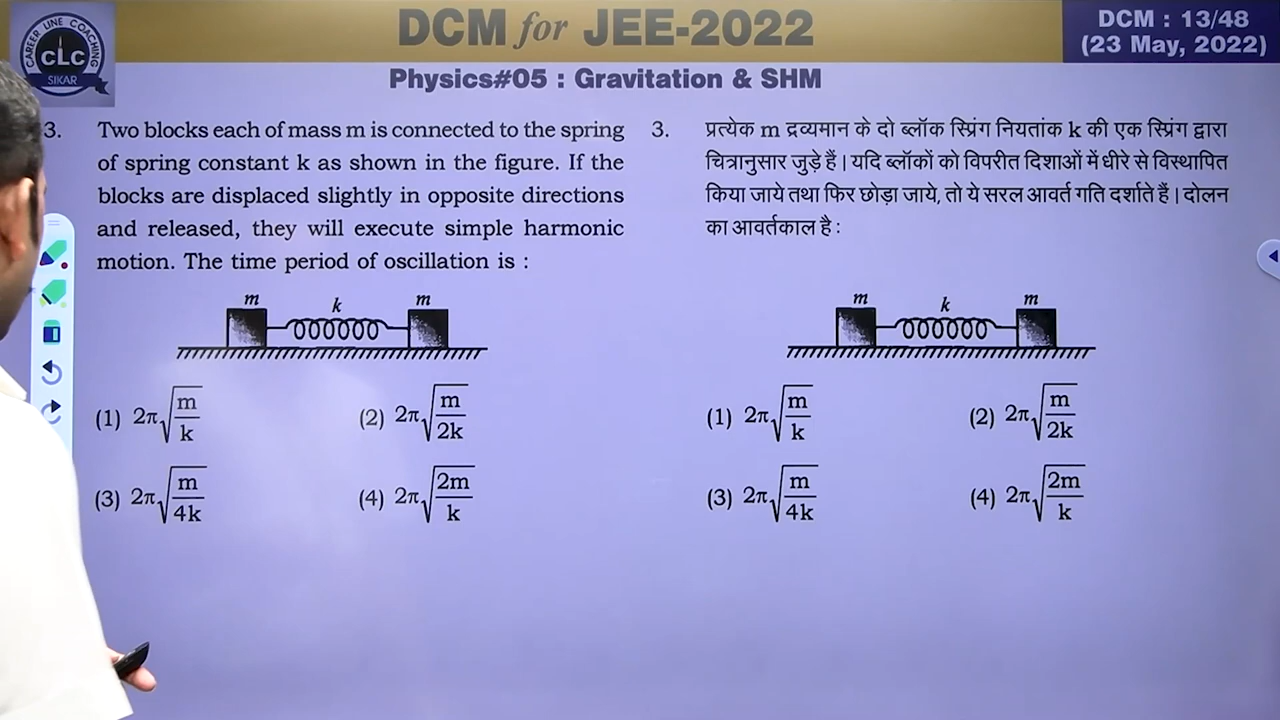 DCM for JEE-2022
DCM : 13/48
(23 May, 2022)
CAREER LINE COACHING
CLC
SIKAR
Physics#05 : Gravitation & SHM
3. Two blocks each of mass m is connected to the spring
of spring constant k as shown in the figure. If the
blocks are displaced slightly in opposite directions
and released, they will execute simple harmonic
motion. The time period of oscillation is :
m k m
(1) 2π√(m/k) (2) 2π√(m/2k)
(3) 2π√(m/4k) (4) 2π√(2m/k)
3. प्रत्येक m द्रव्यमान के दो ब्लॉक स्प्रिंग नियतांक k की एक स्प्रिंग द्वारा
चित्रानुसार जुड़े हैं। यदि ब्लॉकों को विपरीत दिशाओं में धीरे से विस्थापित
किया जाये तथा फिर छोड़ा जाये, तो ये सरल आवर्त गति दर्शाते हैं। दोलन
का आवर्तकाल है :
m k m
(1) 2π√(m/k) (2) 2π√(m/2k)
(3) 2π√(m/4k) (4) 2π√(2m/k)